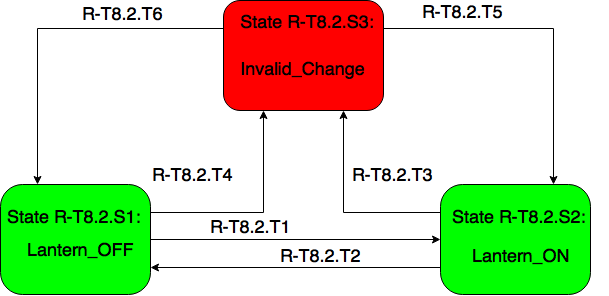 R-T8.2.T6
State R-T8.2.S3:
R-T8.2.T5
Invalid_Change
R-T8.2.T4
R-T8.2.T3
State R-T8.2.S1:
R-T8.2.T1
State R-T8.2.S2:
Lantern_OFF
R-T8.2.T2
Lantern_ON